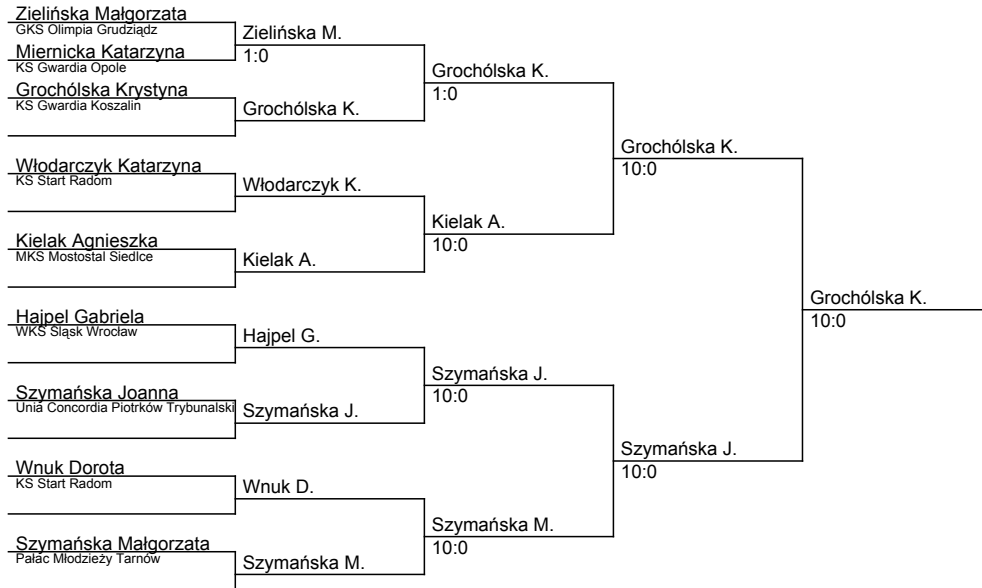 Zielińska Małgorzata
GKS Olimpia Grudziądz
Miernicka Katarzyna
KS Gwardia Opole
Grochólska Krystyna
KS Gwardia Koszalin
Włodarczyk Katarzyna
KS Start Radom
Kielak Agnieszka
MKS Mostostal Siedlce
Hajpel Gabriela
WKS Śląsk Wrocław
Szymańska Joanna
Unia Concordia Piotrków Trybunalski
Wnuk Dorota
KS Start Radom
Szymańska Małgorzata
Pałac Młodzieży Tarnów
Zielińska M.
1:0
Grochólska K.
Włodarczyk K.
Kielak A.
Hajpel G.
Szymańska J.
Wnuk D.
Szymańska M.
Grochólska K.
1:0
Kielak A.
10:0
Szymańska J.
10:0
Szymańska M.
10:0
Grochólska K.
10:0
Szymańska J.
10:0
Grochólska K.
10:0